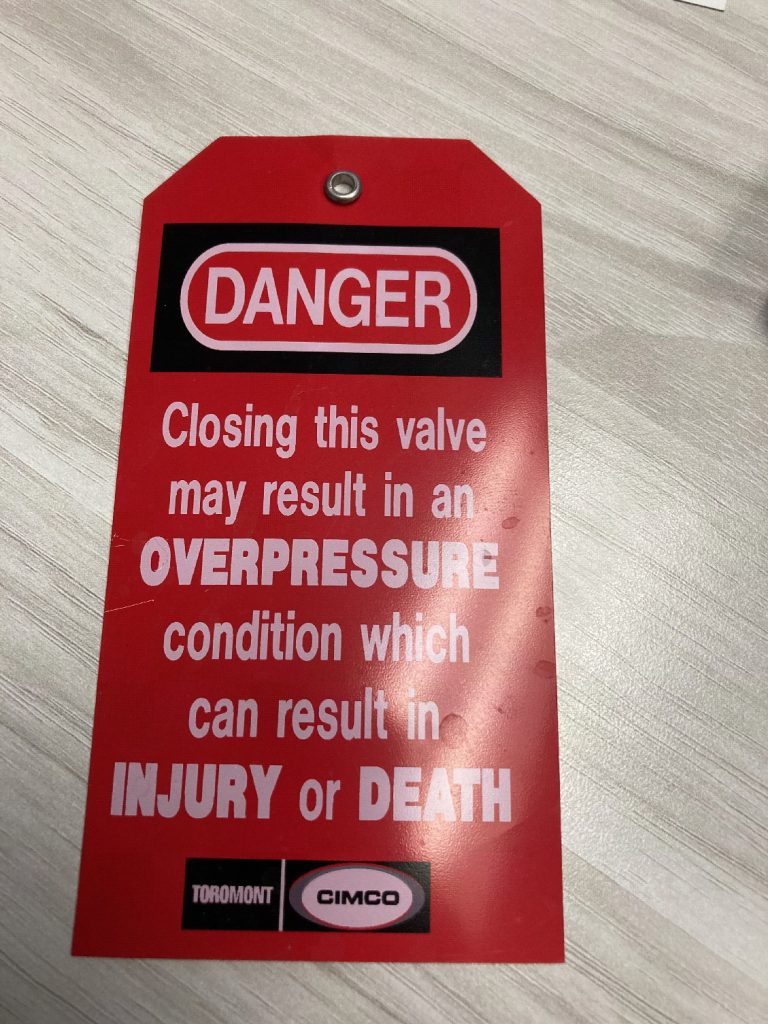 DANGER
Closing this valve
may result in an
OVERPRESSURE
condition which
can result in
INJURY or DEATH
TOROMONT CIMCO